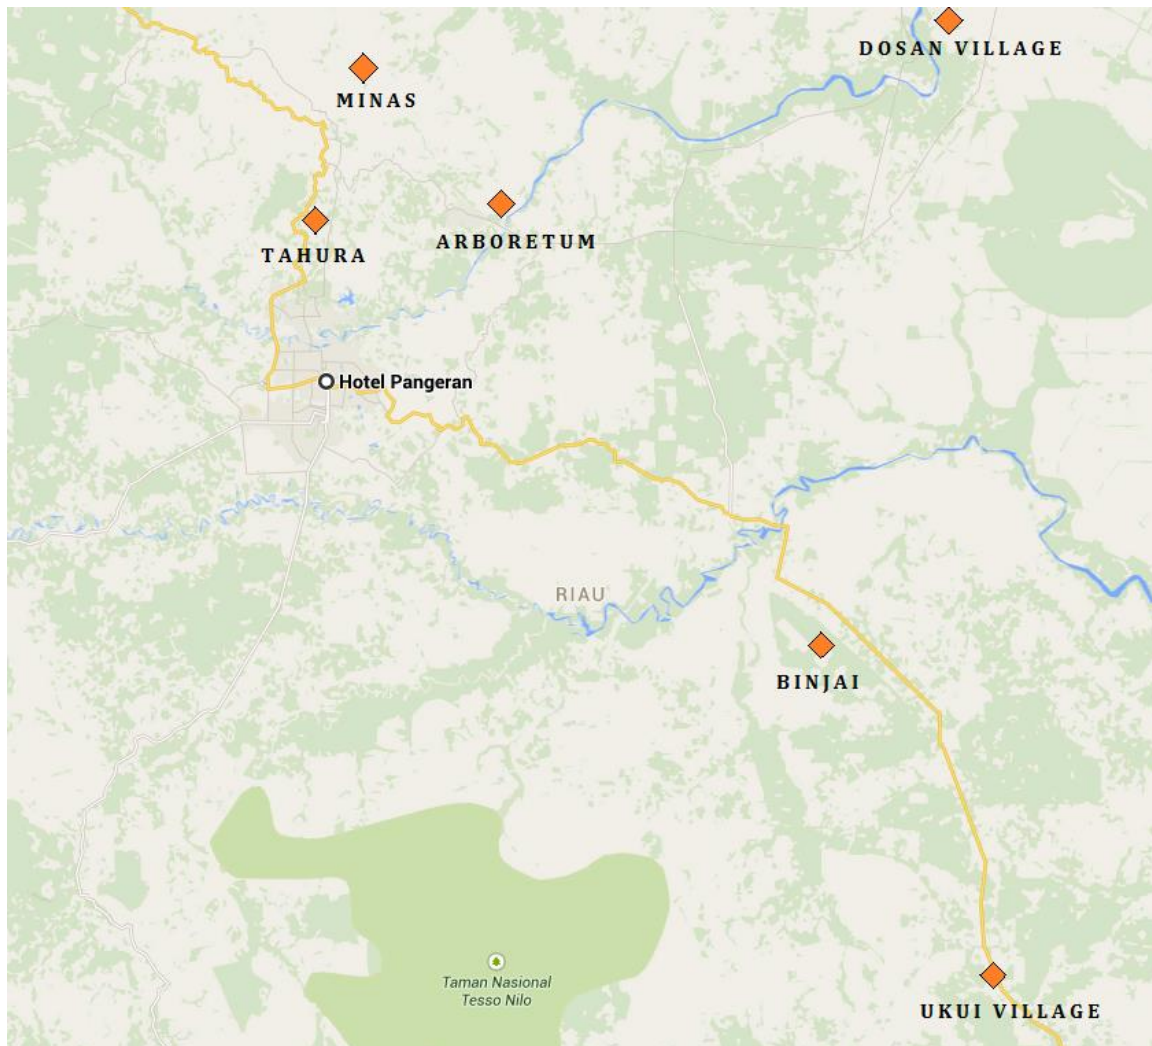 DOSAN VILLAGE
MINAS
ARBORETUM
TAHURA
Hotel Pangeran
RIAU
BINJAI
Taman Nasional
Tesso Nilo
UKUI VILLAGE